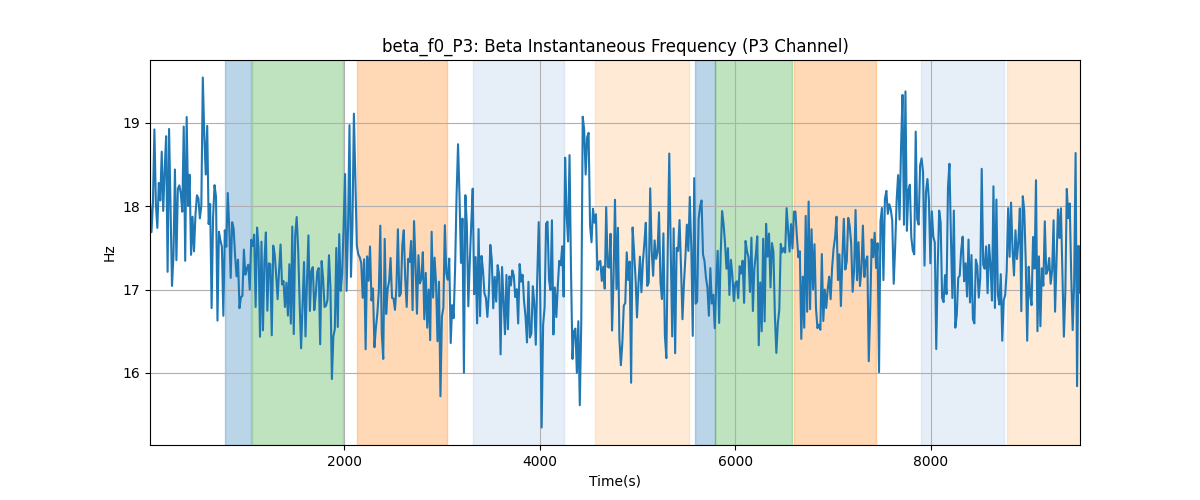 beta_f0_P3: Beta Instantaneous Frequency (P3 Channel)
19
18
17
16
Hz
2000 4000 6000 8000
Time(s)